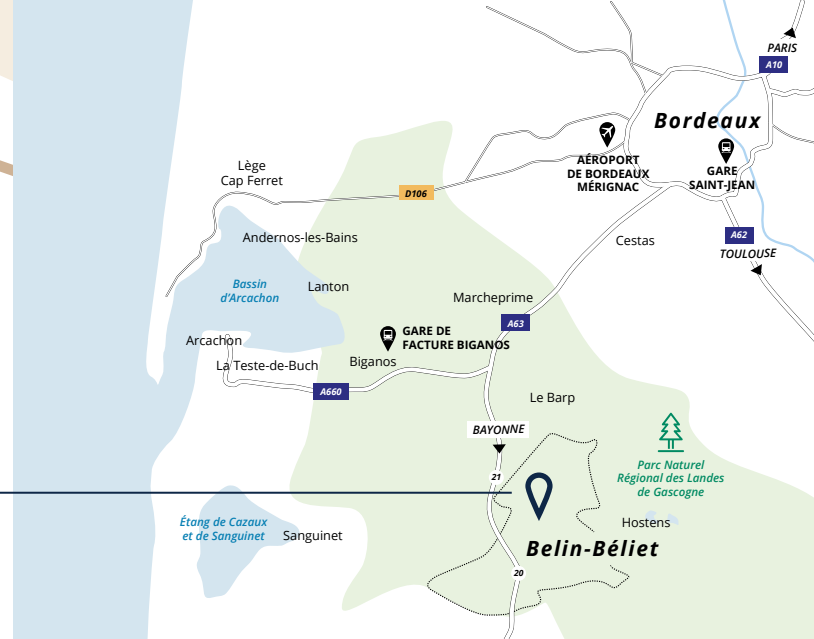 PARIS
A10
Bordeaux
AÉROPORT
DE BORDEAUX
MÉRIGNAC
GARE
SAINT-JEAN
Lège
Cap Ferret
D106
A62
TOULOUSE
Cestas
Andernos-les-Bains
Bassin
d'Arcachon
Lanton
Marcheprime
A63
GARE DE
FACTURE BIGANOS
Arcachon
La Teste-de-Buch
Biganos
A660
Le Barp
BAYONNE
21
Parc Naturel
Régional des Landes
de Gascogne
Étang de Cazaux
et de Sanguinet
Sanguinet
Hostens
Belin-Béliet
20